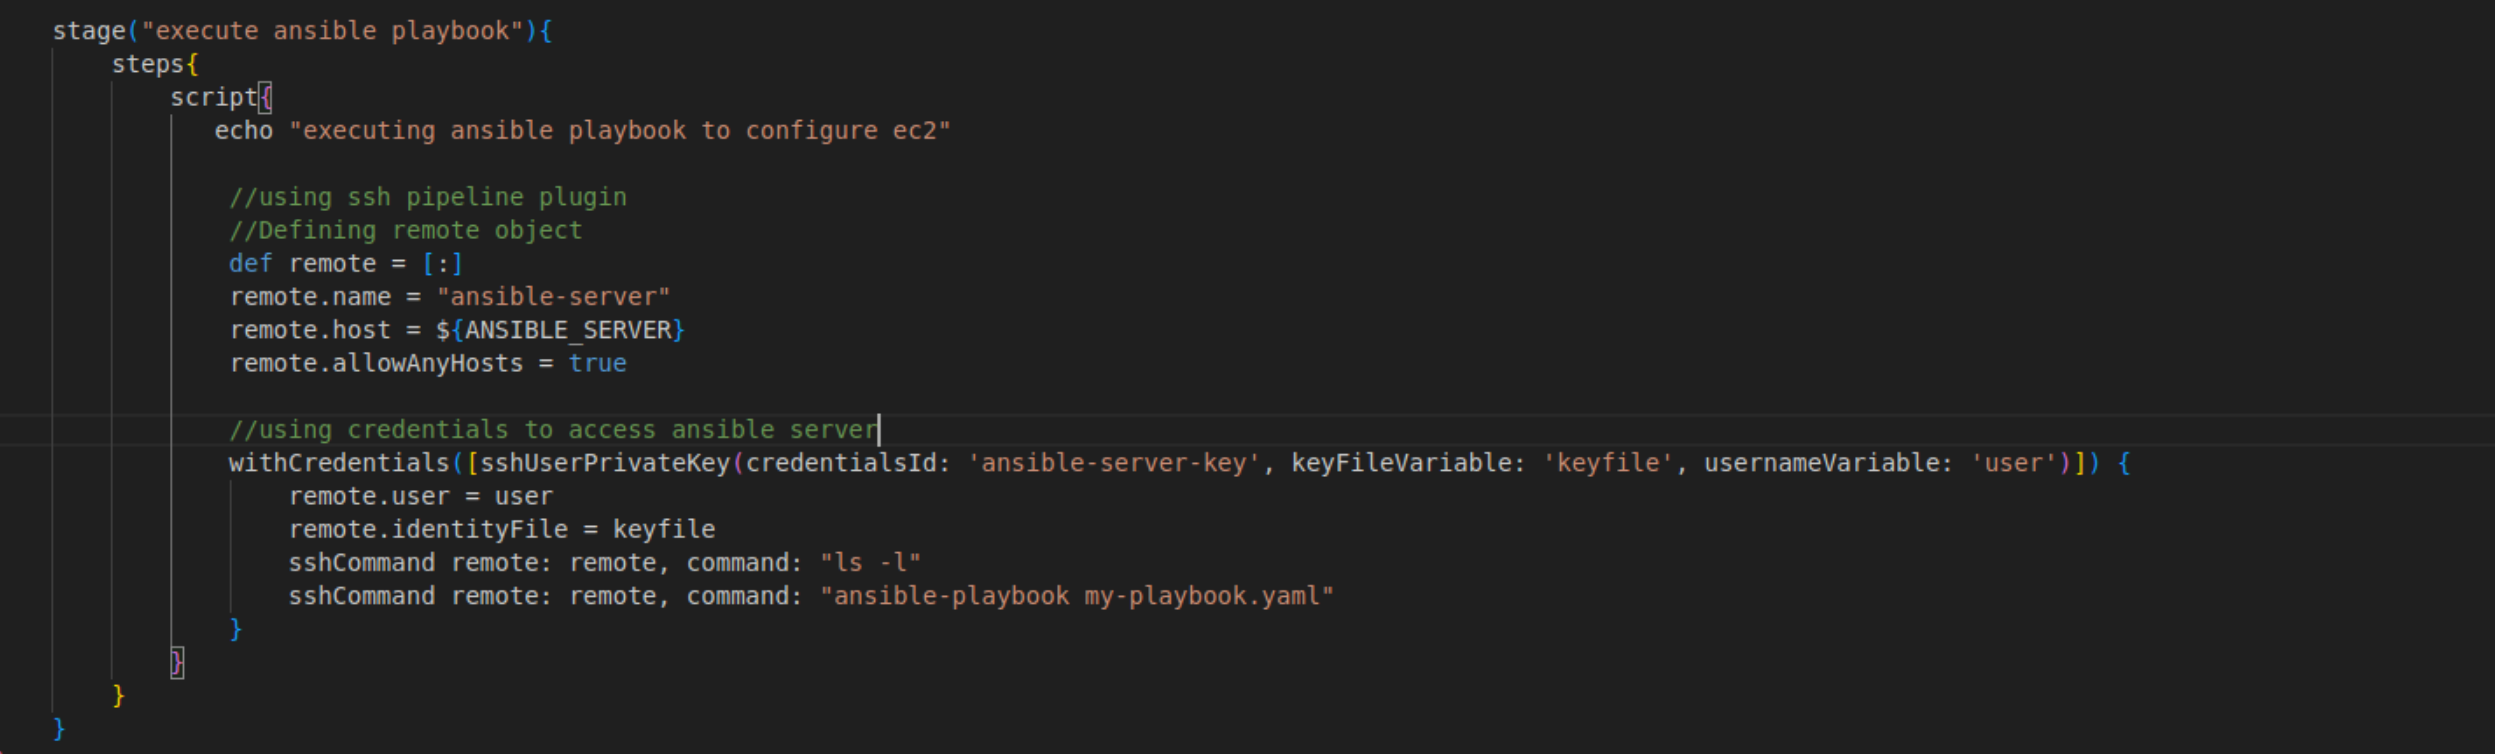 stage("execute ansible playbook"){
    steps{
        script{
           echo "executing ansible playbook to configure ec2"

            //using ssh pipeline plugin
            //Defining remote object
            def remote = [:]
            remote.name = "ansible-server"
            remote.host = ${ANSIBLE_SERVER}
            remote.allowAnyHosts = true

            //using credentials to access ansible server
            withCredentials([sshUserPrivateKey(credentialsId: 'ansible-server-key', keyFileVariable: 'keyfile', usernameVariable: 'user')]) {
                remote.user = user
                remote.identityFile = keyfile
                sshCommand remote: remote, command: "ls -l"
                sshCommand remote: remote, command: "ansible-playbook my-playbook.yaml"
            }
        }
    }
}